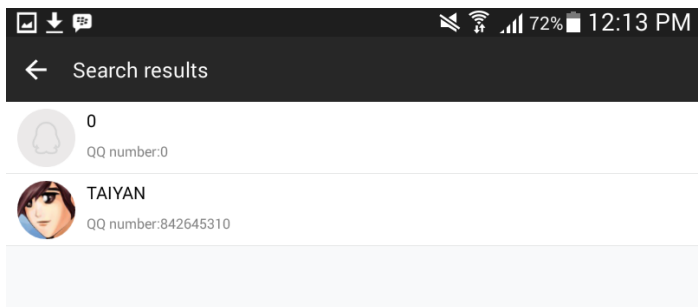 72% 12:13 PM
Search results
0
QQ number:0
TAIYAN
QQ number:842645310